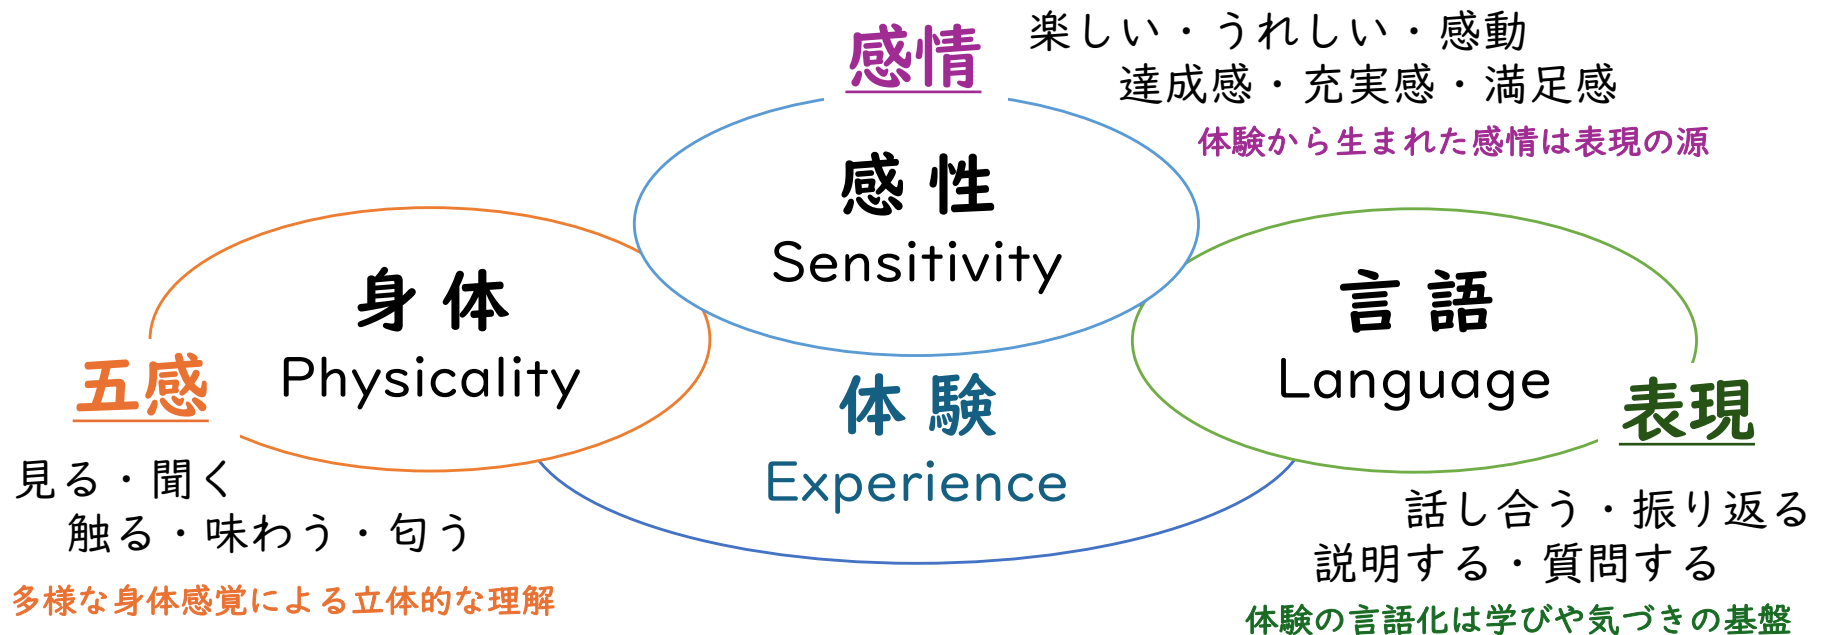 感情
楽しい・うれしい・感動
達成感・充実感・満足感
体験から生まれた感情は表現の源
感性
Sensitivity
身体
Physicality
五感
見る・聞く
触る・味わう・匂う
多様な身体感覚による立体的な理解
体験
Experience
言語
Language
表現
話し合う・振り返る
説明する・質問する
体験の言語化は学びや気づきの基盤